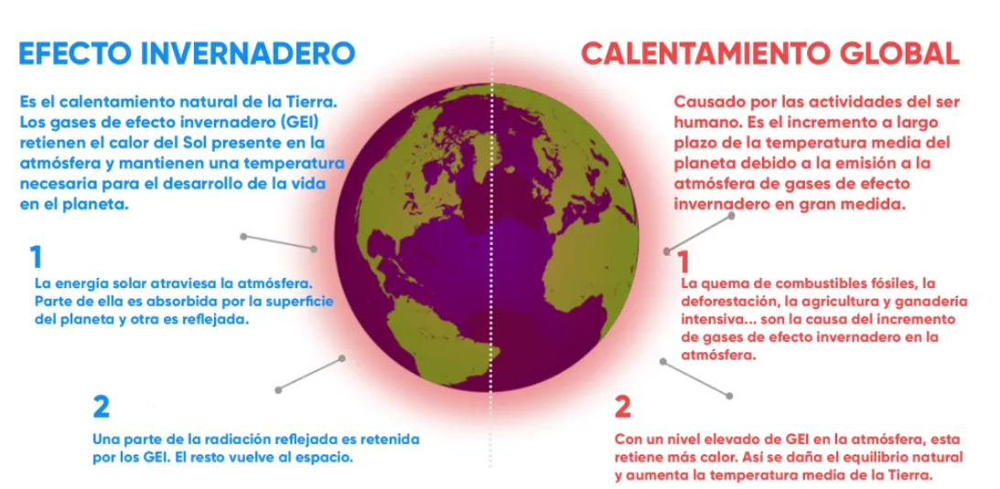 EFECTO INVERNADERO
Es el calentamiento natural de la Tierra.
Los gases de efecto invernadero (GEI)
retienen el calor del Sol presente en la
atmósfera y mantienen una temperatura
necesaria para el desarrollo de la vida
en el planeta.
1
La energía solar atraviesa la atmósfera.
Parte de ella es absorbida por la superficie
del planeta y otra es reflejada.
2
Una parte de la radiación reflejada es retenida
por los GEI. El resto vuelve al espacio.
CALENTAMIENTO GLOBAL
Causado por las actividades del ser
humano. Es el incremento a largo
plazo de la temperatura media del
planeta debido a la emisión a la
atmósfera de gases de efecto
invernadero en gran medida.
1
La quema de combustibles fósiles, la
deforestación, la agricultura y ganadería
intensiva... son la causa del incremento
de gases de efecto invernadero en la
atmósfera.
2
Con un nivel elevado de GEI en la atmósfera, esta
retiene más calor. Así se daña el equilibrio natural
y aumenta la temperatura media de la Tierra.